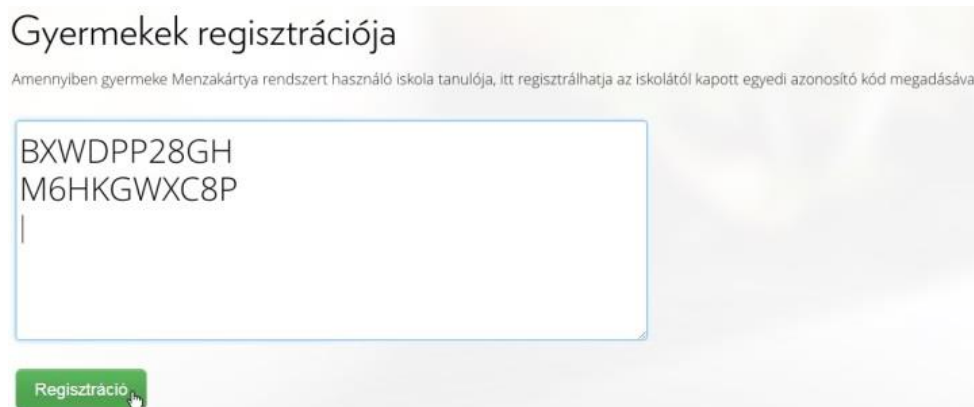 Gyermekek regisztrációja
Amennyiben gyermeke Menzakártya rendszert használó iskola tanulója, itt regisztrálhatja az iskolától kapott egyedi azonosító kód
BXWDPP28GH
M6HKGWXC8P
Regisztráció